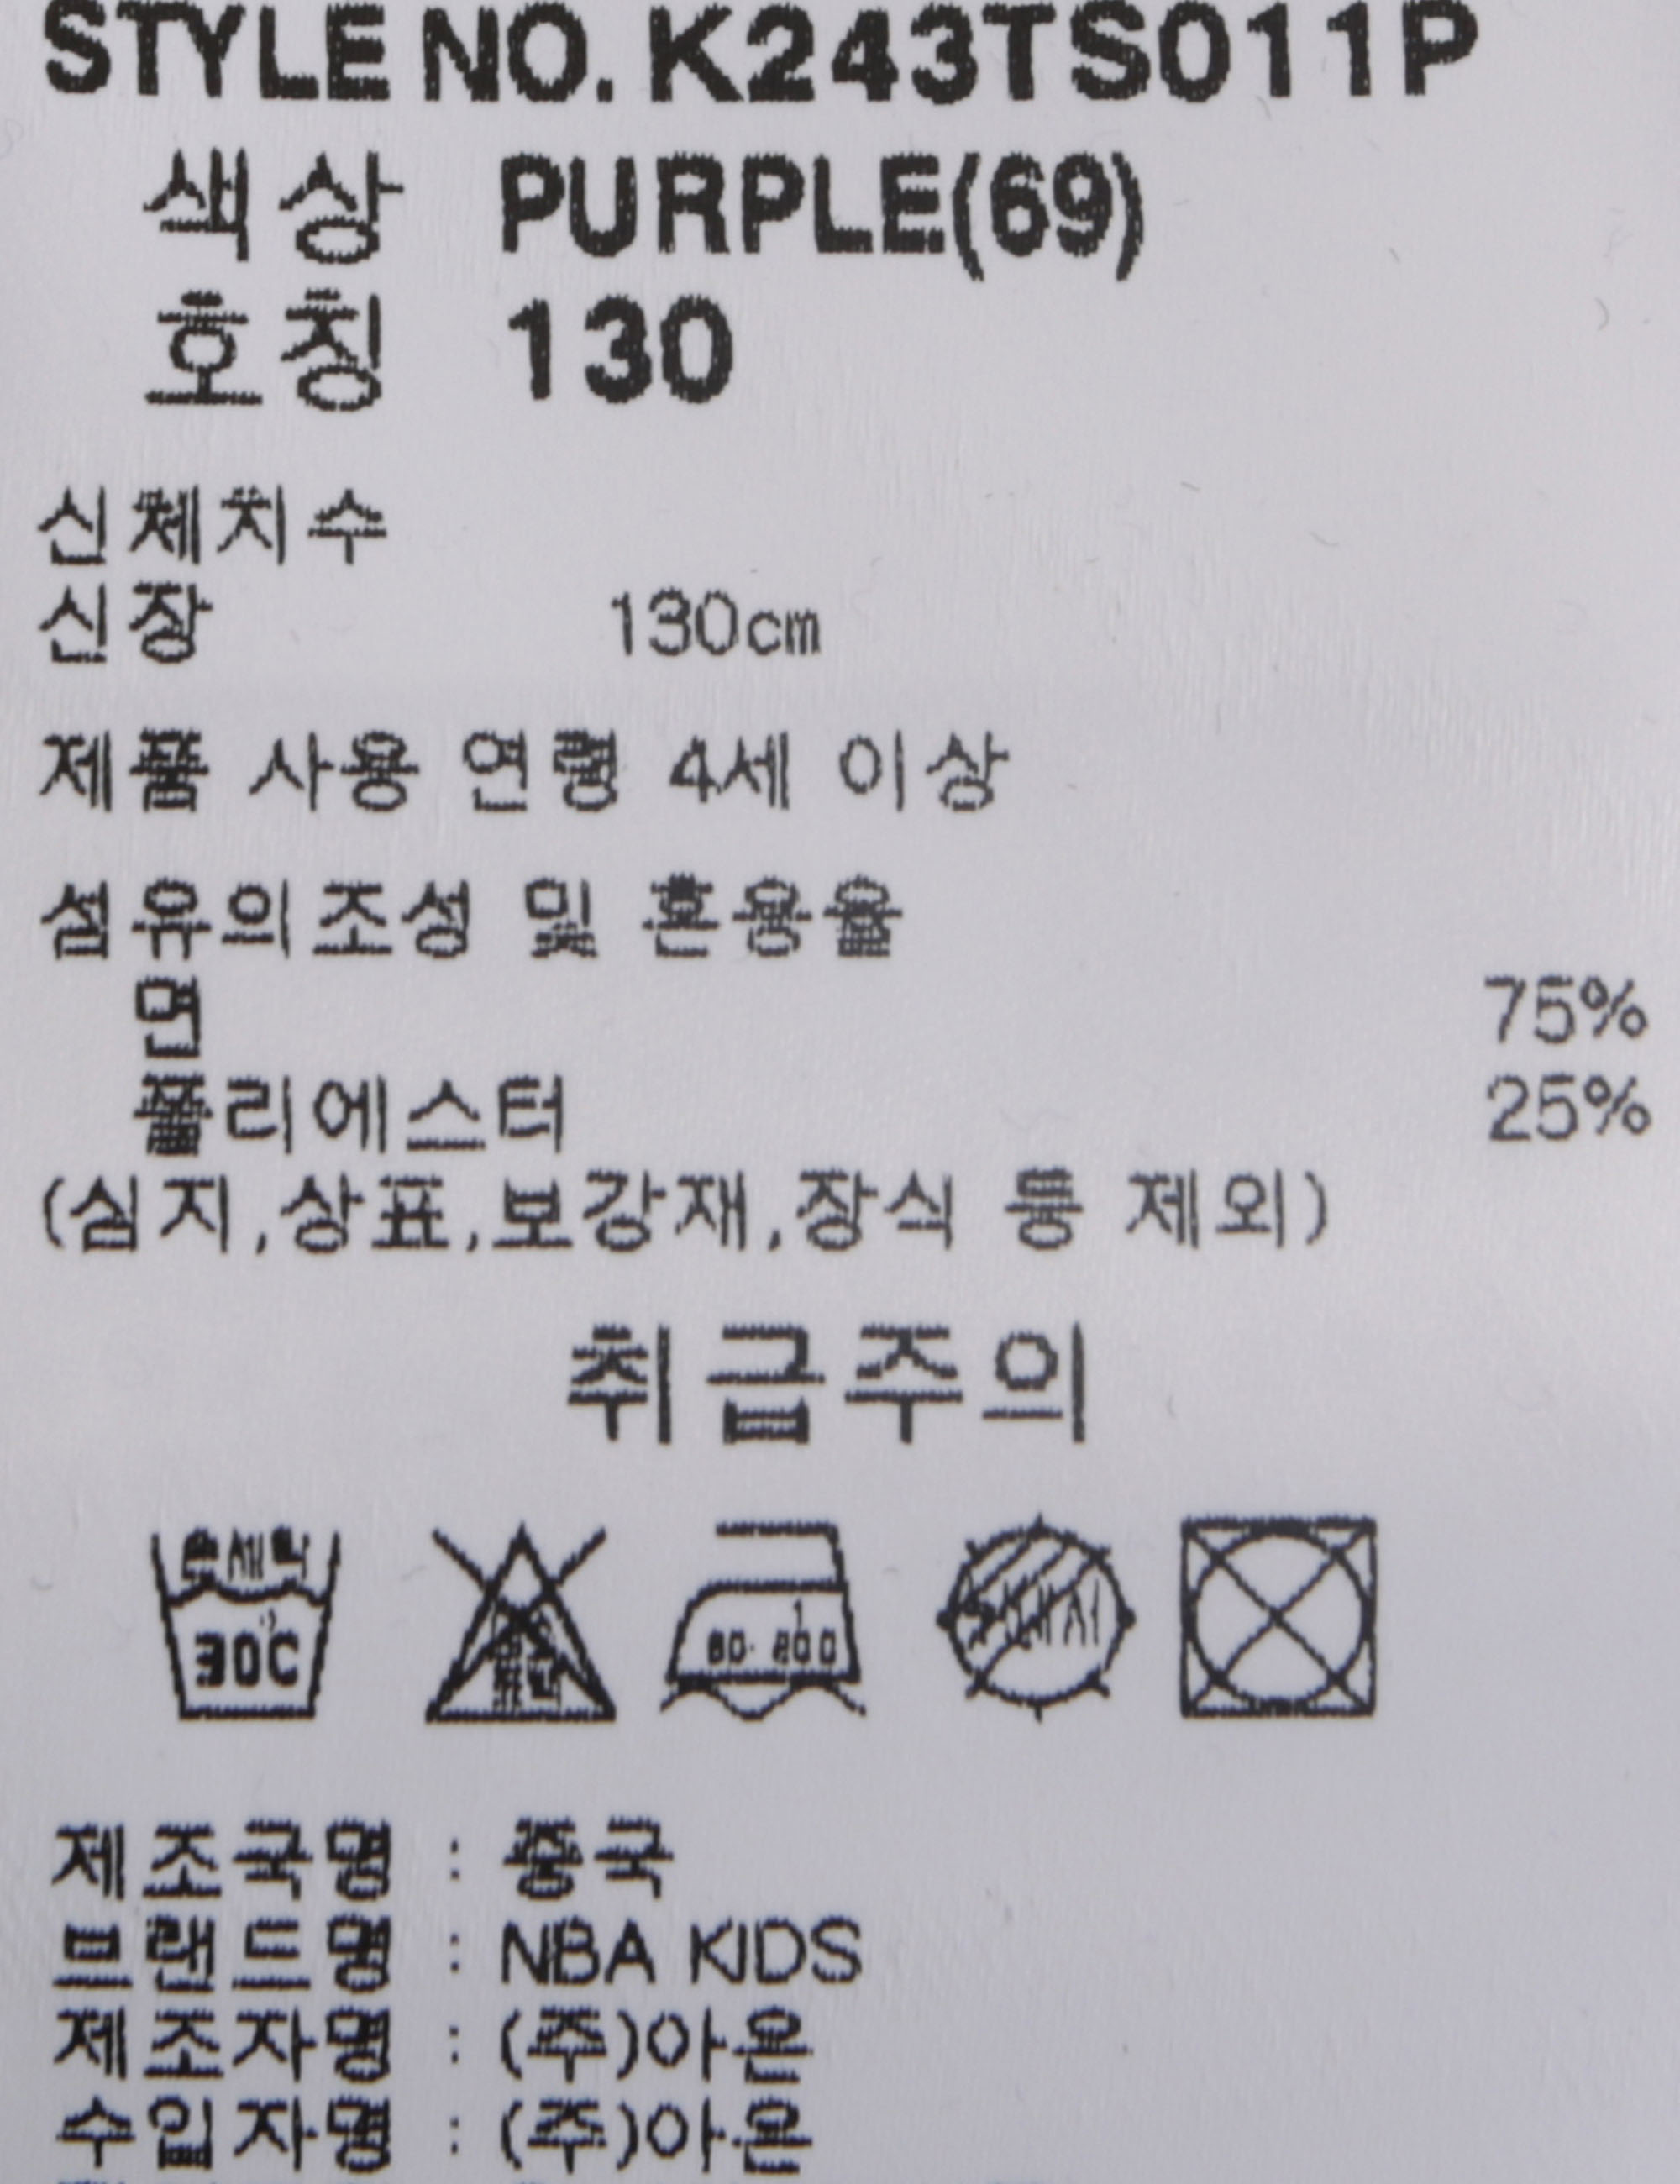 STYLE NO. K243TS011P
색상 PURPLE(69)
호칭 130
신체치수
신장 130cm
제품 사용 연령 4세 이상
섬유의조성 및 혼용율
면 75%
폴리에스터 25%
(심지,상표,보강재,장식 등 제외)
취급주의
손세탁
30C
80-
제조국명 : 중국
브랜드명 : NBA KIDS
제조자명 : (주)아온
수입자명 : (주)아온